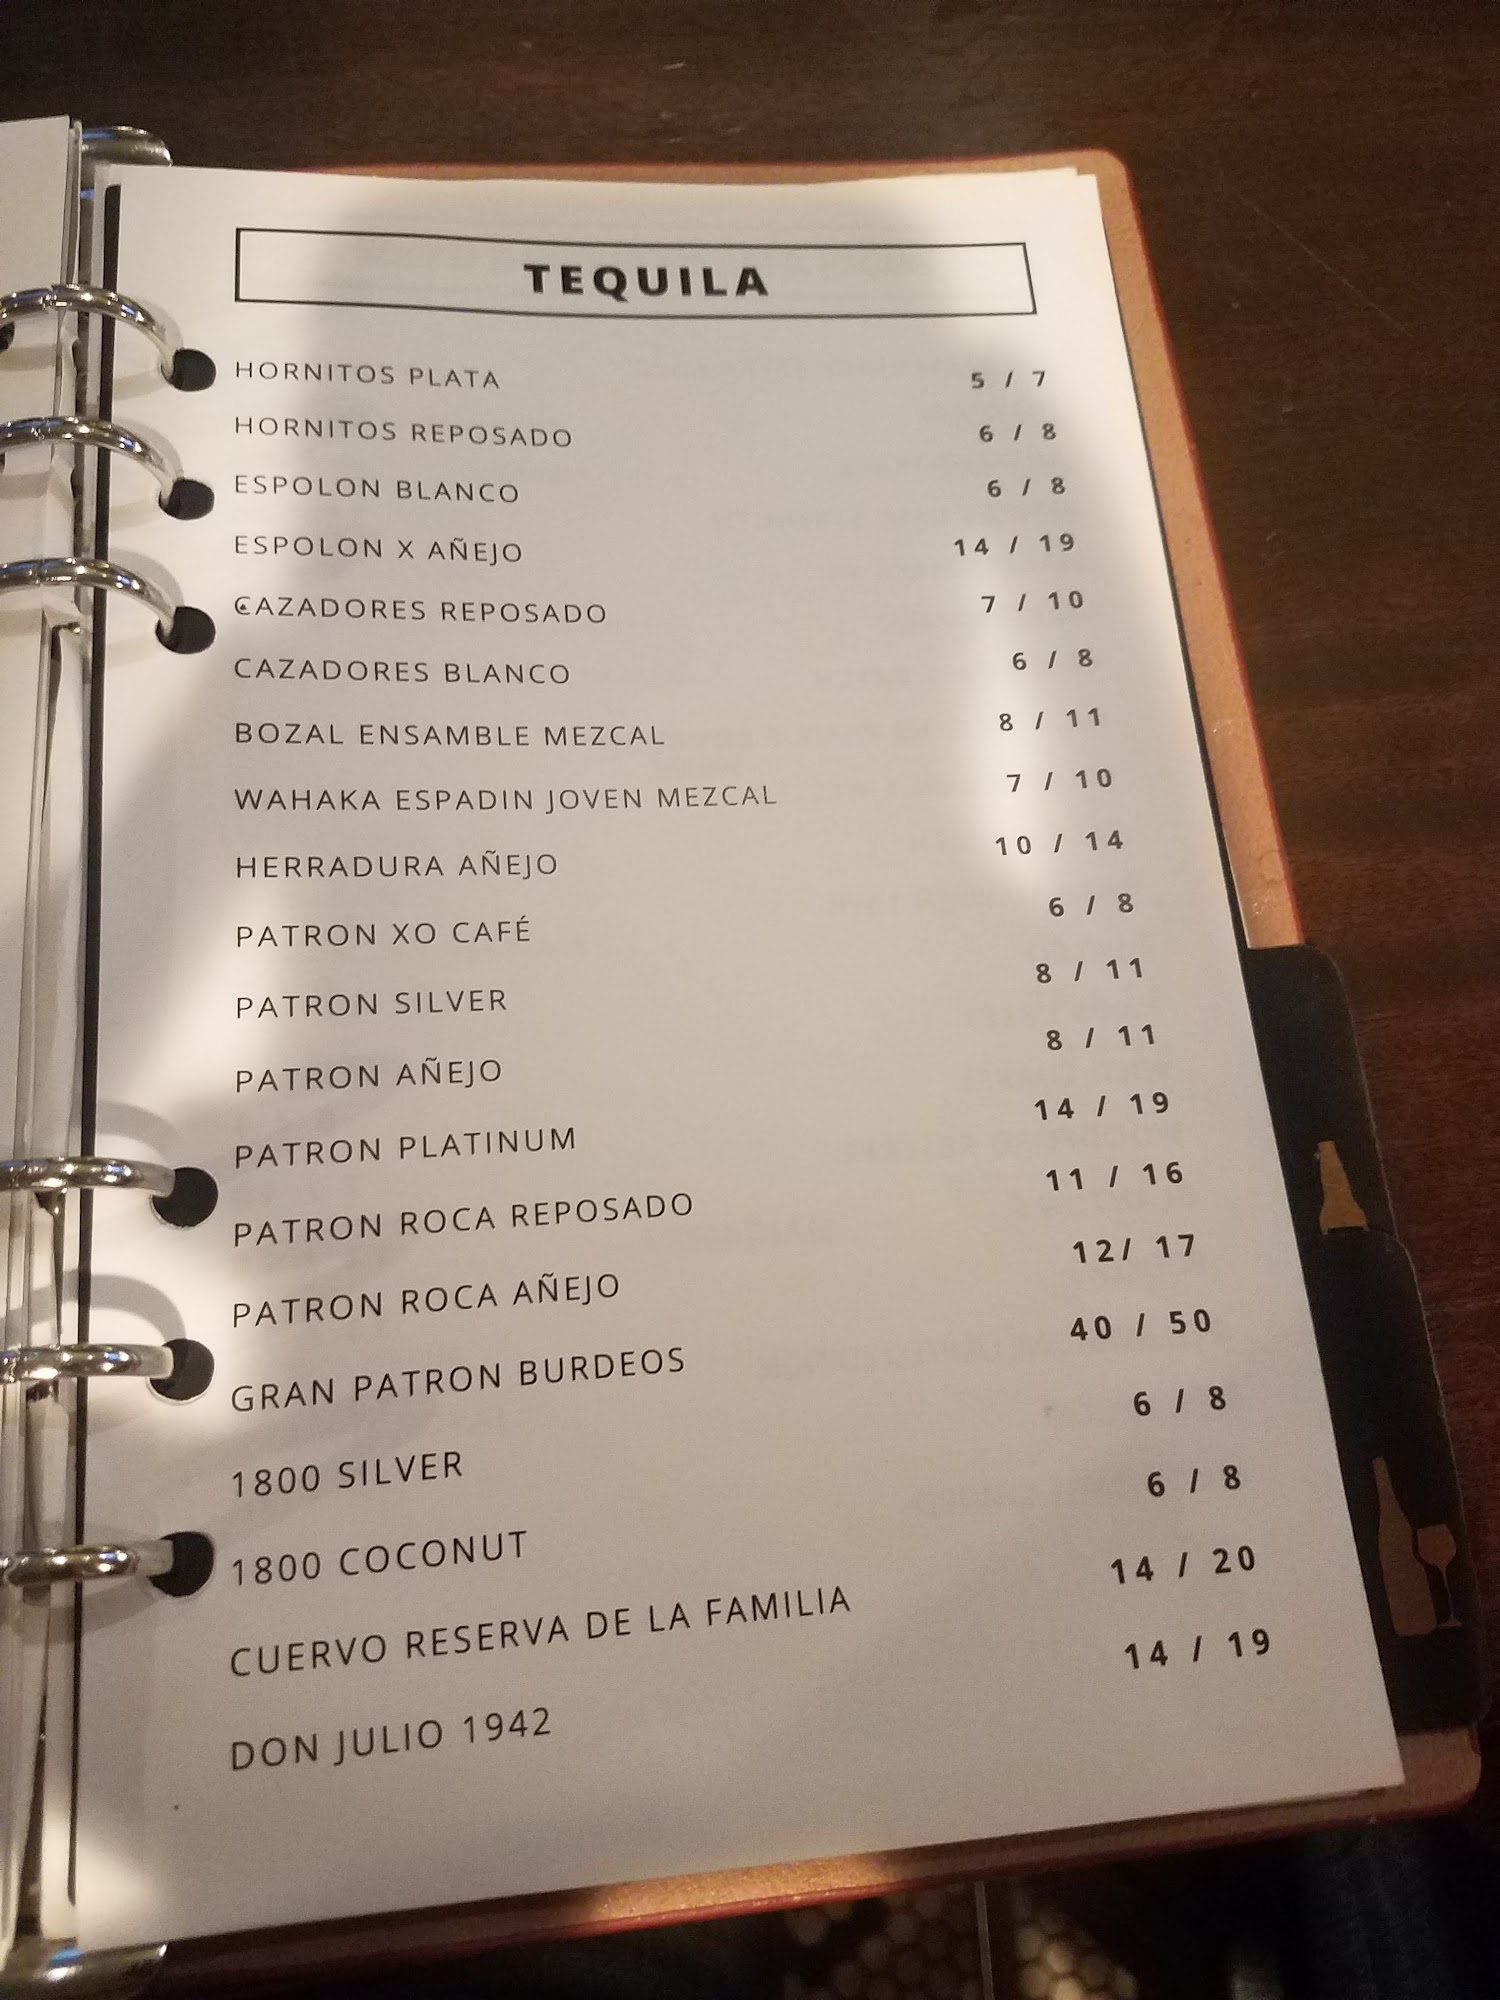 TEQUILA
HORNITOS PLATA 5 / 7
HORNITOS REPOSADO 6 / 8
ESPOLON BLANCO 6 / 8
ESPOLON X AÑEJO 14 / 19
CAZADORES REPOSADO 7 / 10
CAZADORES BLANCO 6 / 8
BOZAL ENSAMBLE MEZCAL 8 / 11
WAHAKA ESPADIN JOVEN MEZCAL 7 / 10
HERRADURA AÑEJO 10 / 14
PATRON XO CAFÉ 6 / 8
PATRON SILVER 8 / 11
PATRON AÑEJO 8 / 11
PATRON PLATINUM 14 / 19
PATRON ROCA REPOSADO 11 / 16
PATRON ROCA AÑEJO 12/ 17
GRAN PATRON BURDEOS 40 / 50
1800 SILVER 6 / 8
1800 COCONUT 6 / 8
CUERVO RESERVA DE LA FAMILIA 14 / 20
DON JULIO 1942 14 / 19